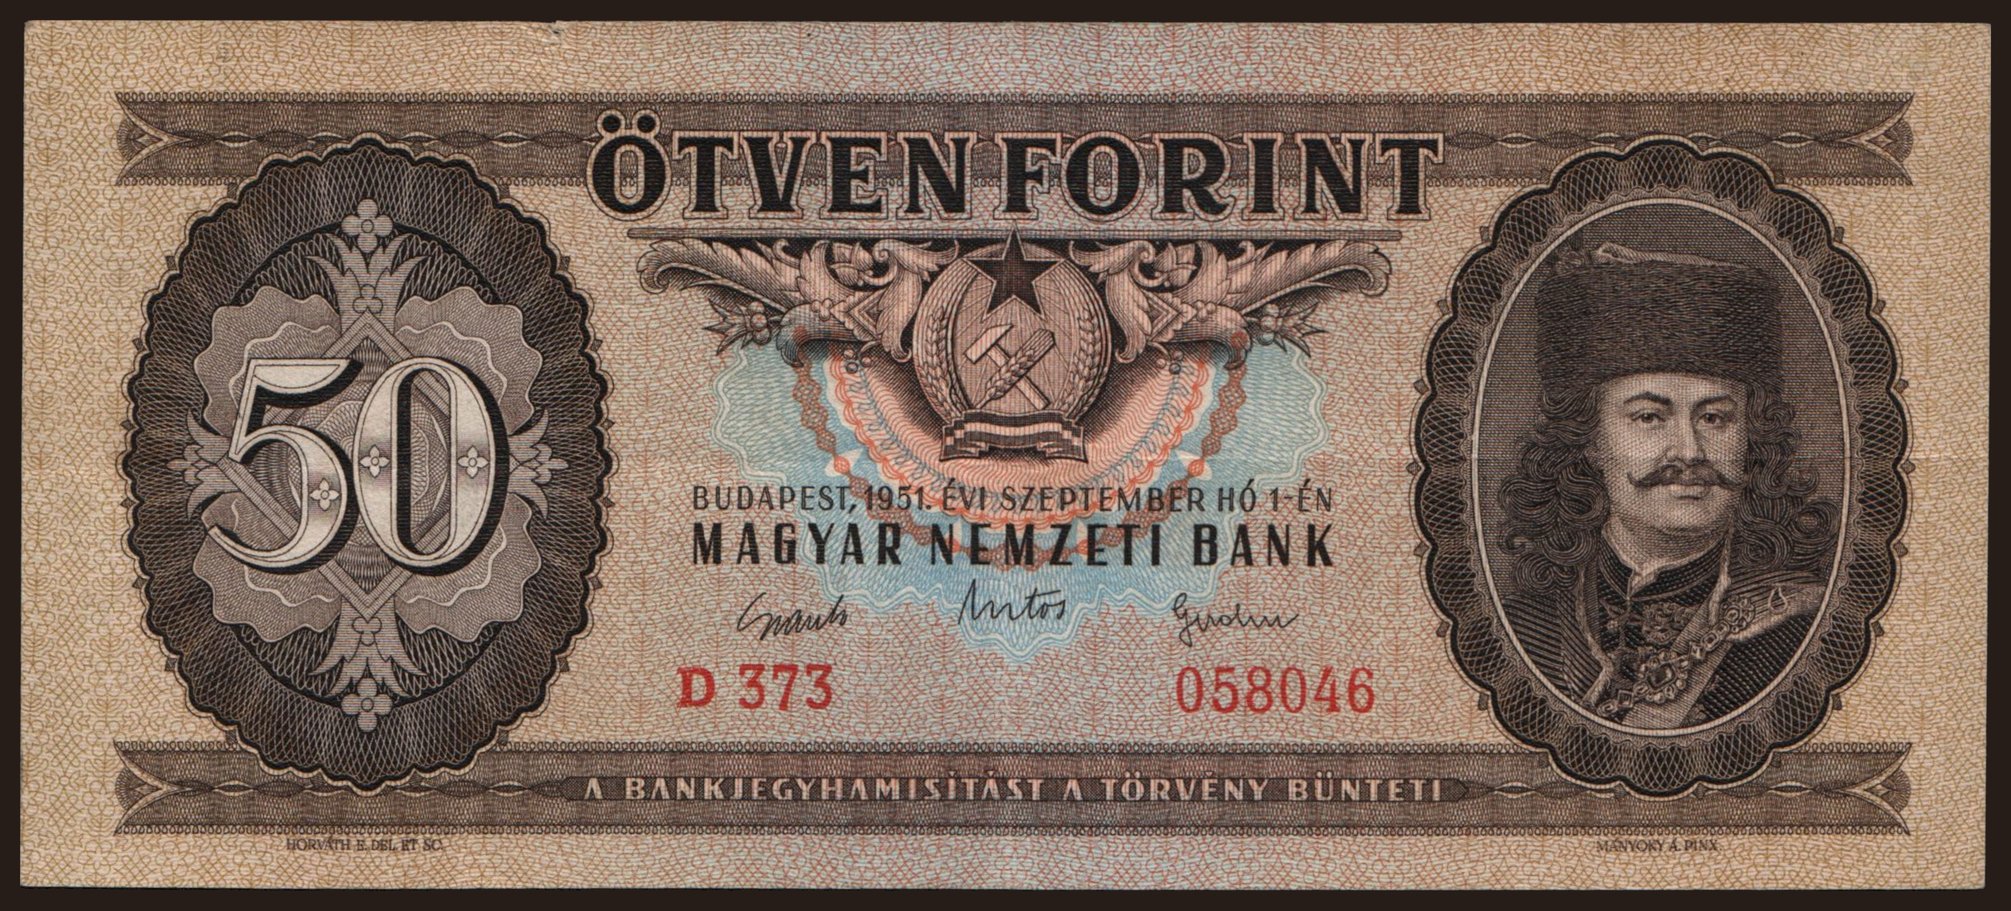 ÖTVEN FORINT
50
BUDAPEST, 1951. ÉVI SZEPTEMBER HÓ 1-ÉN
MAGYAR NEMZETI BANK
D 373 058046
A BANKJEGYHAMISÍTÁST A TÖRVÉNY BÜNTETI
HORVÁTH E. DEL. ET SC. MÁNYOKY Á. PINX.